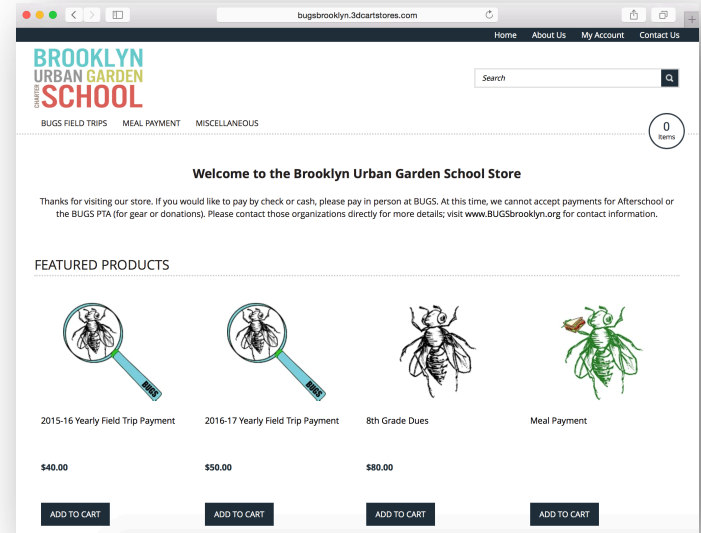 bugsbrooklyn.3dcartstores.com
Home About Us My Account Contact Us
BROOKLYN
URBAN GARDEN
CHARTER
SCHOOL
Search
BUGS FIELD TRIPS MEAL PAYMENT MISCELLANEOUS
0
Items
Welcome to the Brooklyn Urban Garden School Store
Thanks for visiting our store. If you would like to pay by check or cash, please pay in person at BUGS. At this time, we cannot accept payments for Afterschool or
the BUGS PTA (for gear or donations). Please contact those organizations directly for more details; visit www.BUGSbrooklyn.org for contact information.
FEATURED PRODUCTS
BUGS BUGS
2015-16 Yearly Field Trip Payment 2016-17 Yearly Field Trip Payment 8th Grade Dues Meal Payment
$40.00 $50.00 $80.00
ADD TO CART ADD TO CART ADD TO CART ADD TO CART